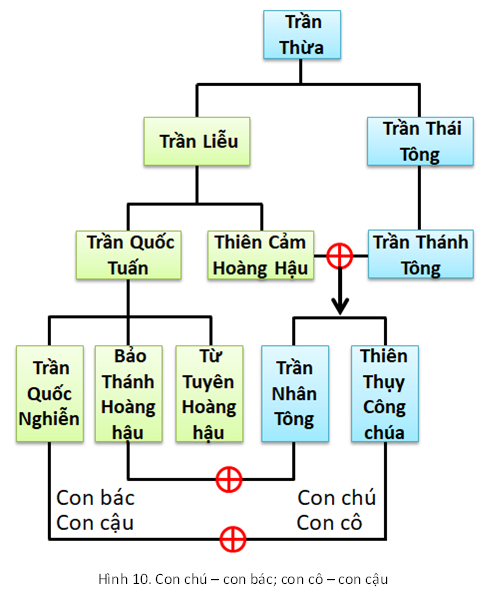 Trần
Thừa
Trần Liễu
Trần Thái
Tông
Trần Quốc
Tuấn
Thiên Cảm
Hoàng Hậu
Trần Thánh
Tông
Trần
Quốc
Nghiễn
Bảo
Thánh
Hoàng
hậu
Từ
Tuyên
Hoàng
hậu
Trần
Nhân
Tông
Thiên
Thụy
Công
chúa
Con bác
Con cậu
Con chú
Con cô
Hình 10. Con chú – con bác; con cô – con cậu